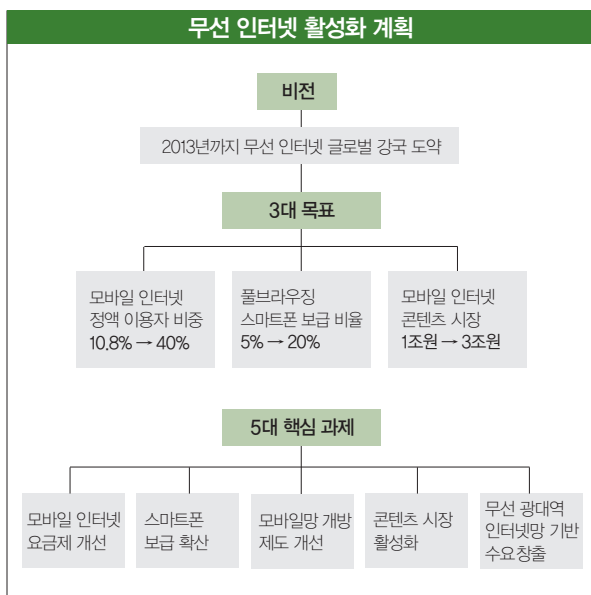 무선 인터넷 활성화 계획
비전
2013년까지 무선 인터넷 글로벌 강국 도약
3대 목표
모바일 인터넷
정액 이용자 비중
10.8% → 40%
풀브라우징
스마트폰 보급 비율
5% → 20%
모바일 인터넷
콘텐츠 시장
1조원 → 3조원
5대 핵심 과제
모바일 인터넷
요금제 개선
스마트폰
보급 확산
모바일망 개방
제도 개선
콘텐츠 시장
활성화
무선 광대역
인터넷망 기반
수요창출